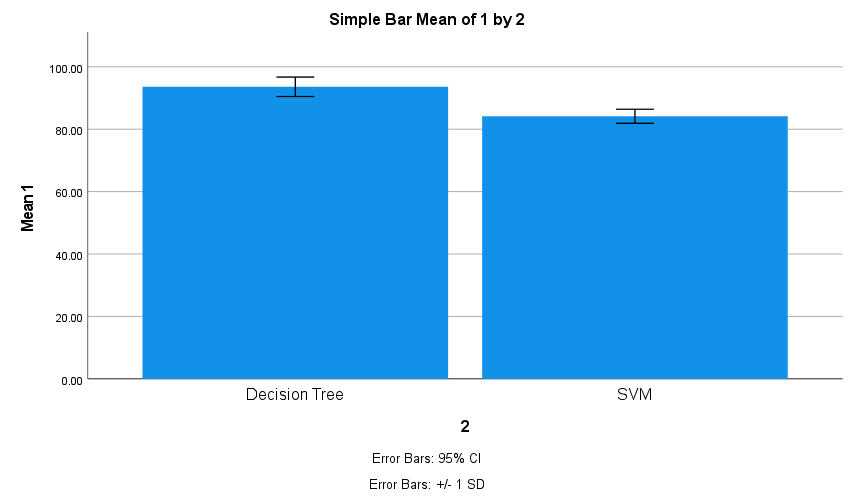 Simple Bar Mean of 1 by 2
100.00
80.00
60.00
40.00
20.00
0.00
Mean 1
Decision Tree
SVM
2
Error Bars: 95% CI
Error Bars: +/- 1 SD